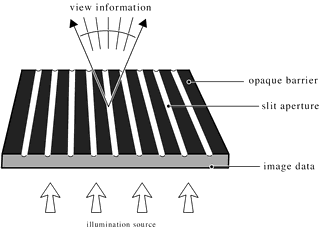 view information
opaque barrier
slit aperture
image data
illumination source